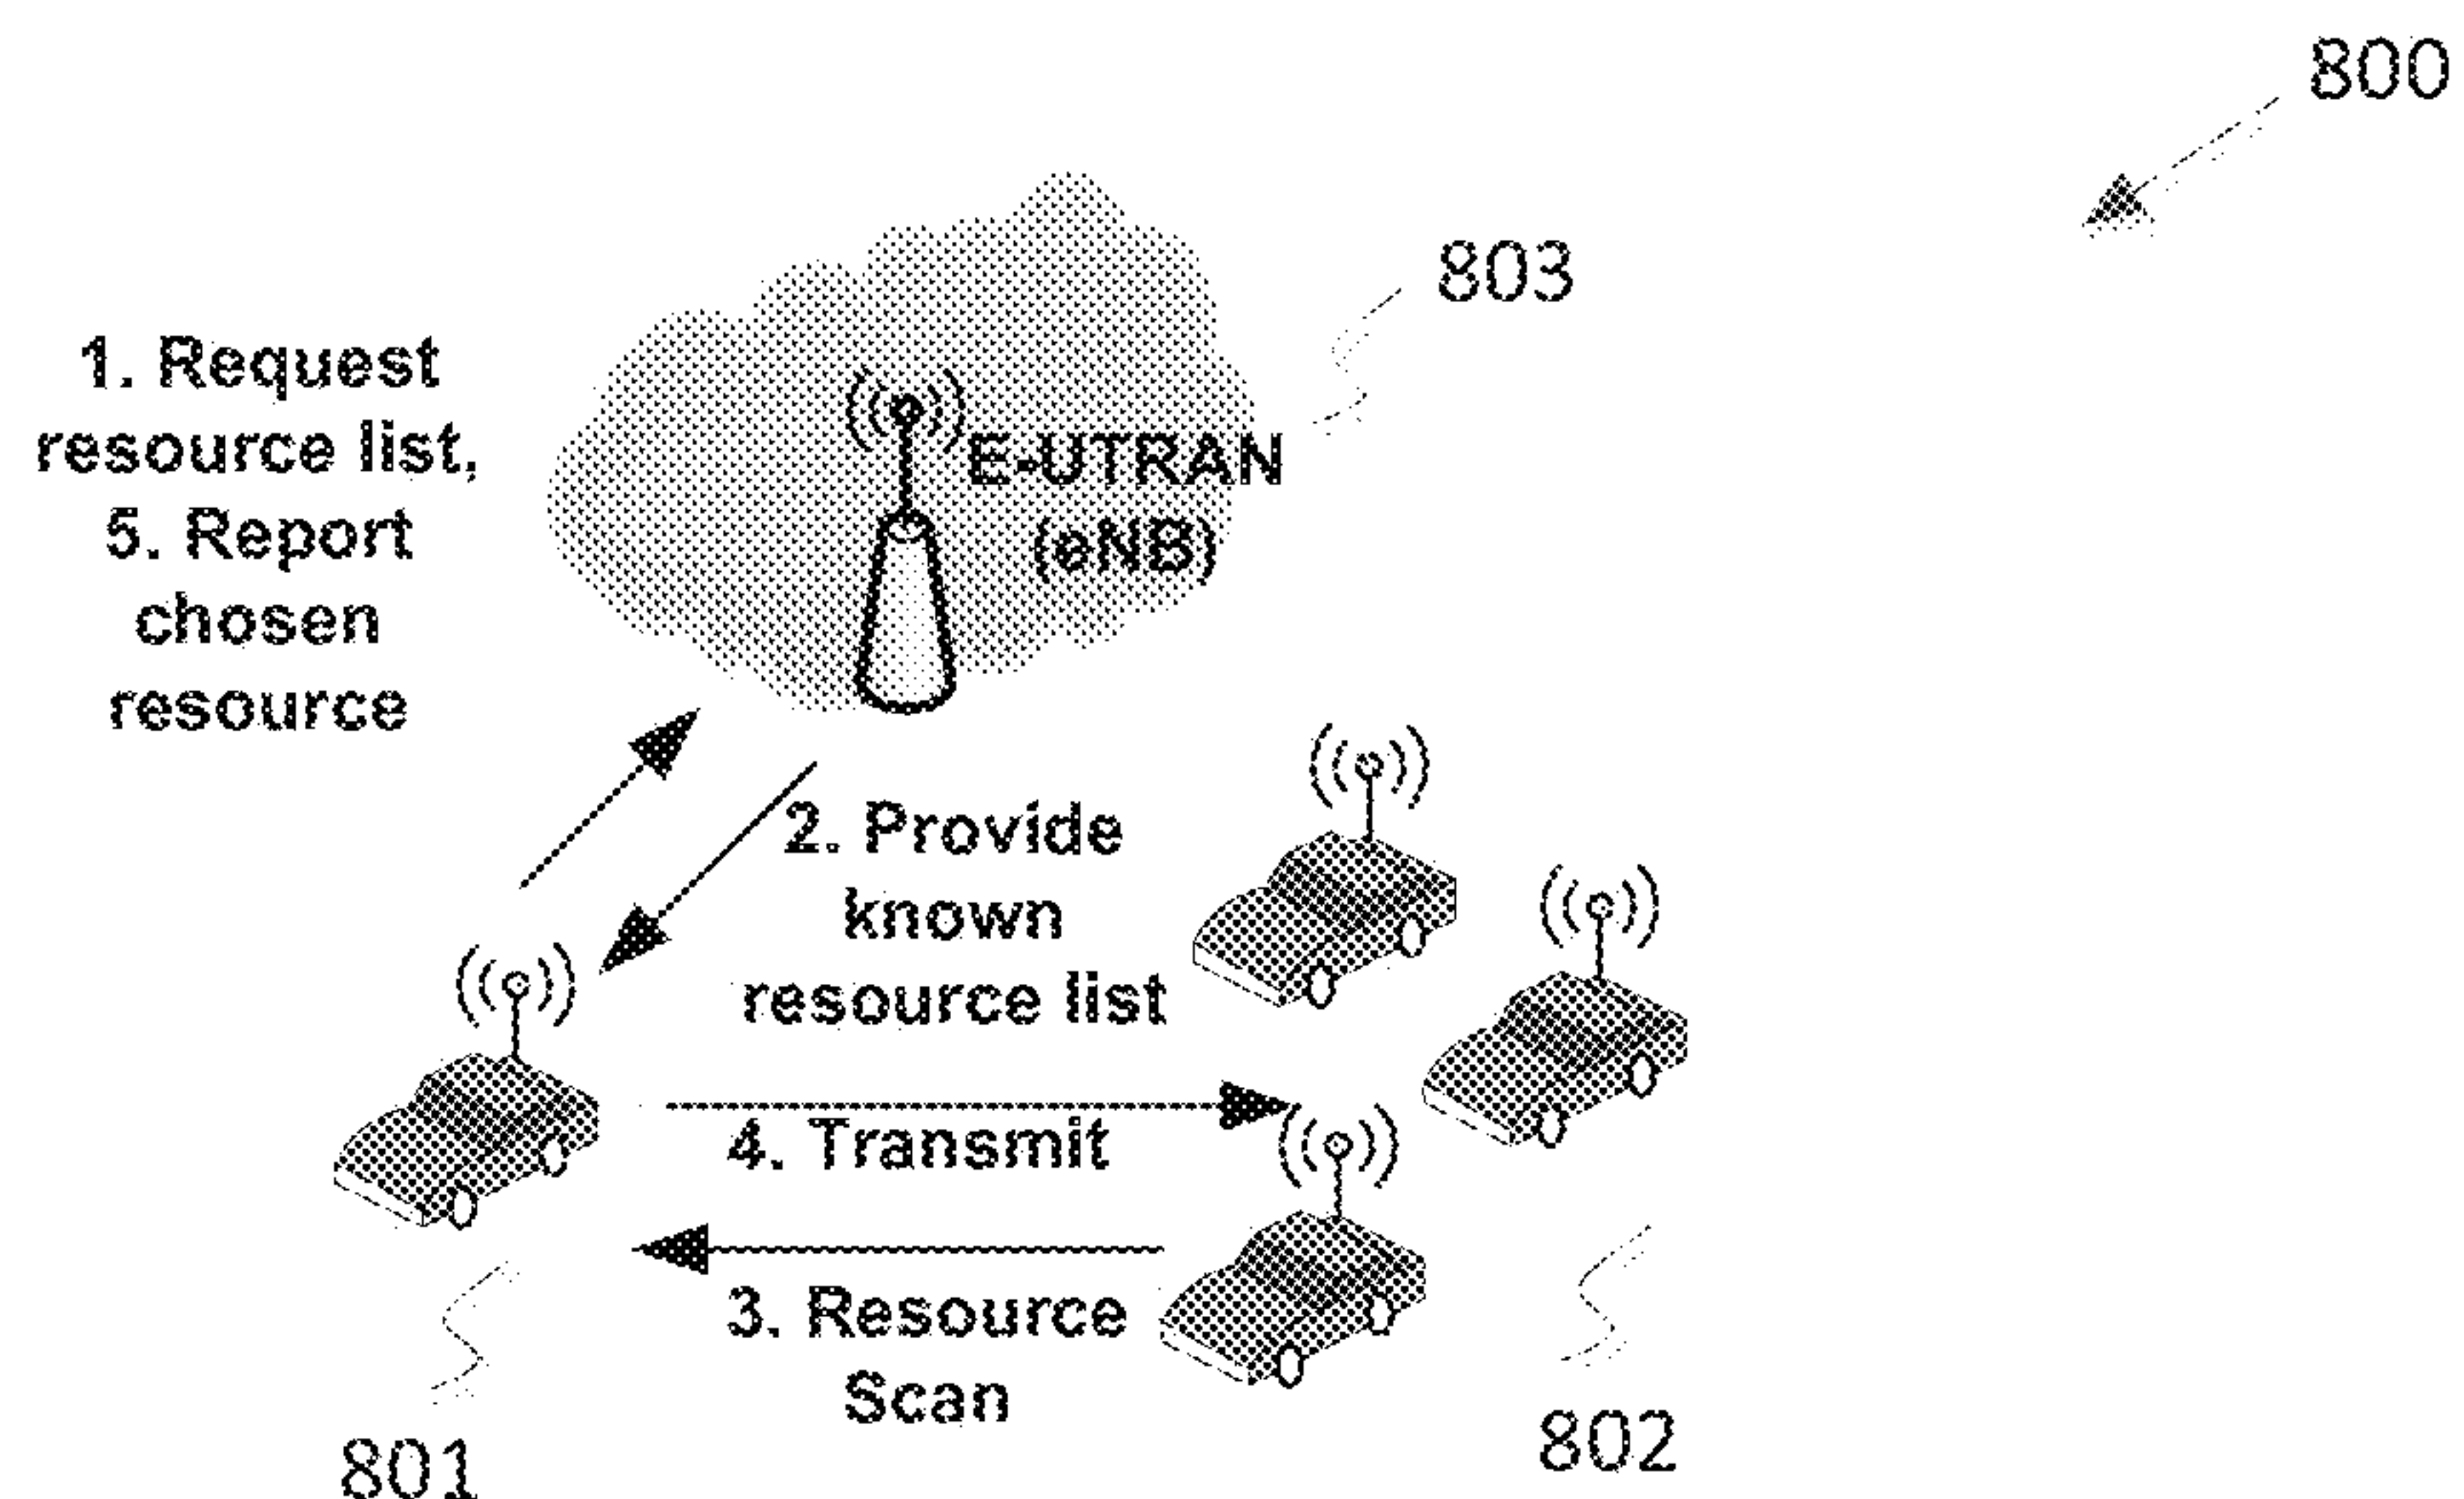 800
803
1. Request
resource list,
5. Report
chosen
resource
E-UTRAN
(eNB)
2. Provide
known
resource list
4. Transmit
3. Resource
Scan
801
802